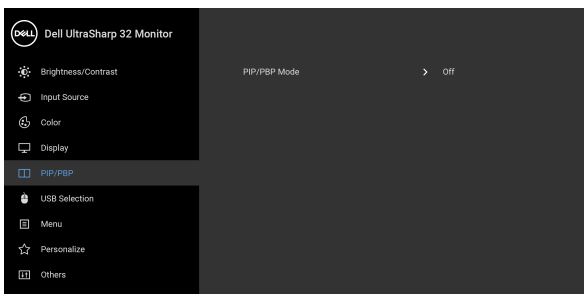 DELL Dell UltraSharp 32 Monitor
Brightness/Contrast
PIP/PBP Mode Off
Input Source
Color
Display
PIP/PBP
USB Selection
Menu
Personalize
Others